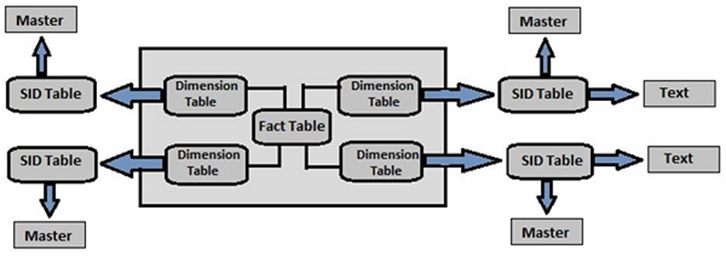 Master
Master
SID Table
Dimension
Table
Dimension
Table
SID Table
Text
Fact Table
SID Table
Dimension
Table
Dimension
Table
SID Table
Text
Master
Master